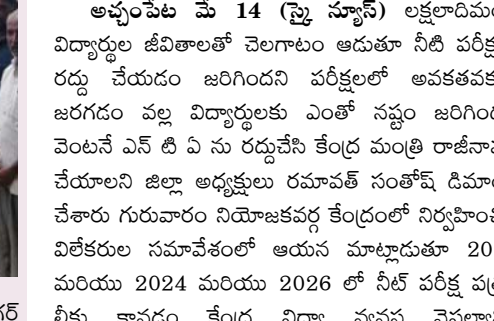 అచ్చంపేట మే 14 (స్కై న్యూస్) లక్షలాదిమం
విద్యార్థుల జీవితాలతో చెలగాటం ఆడుతూ నీటి పరీక్ష
రద్దు చేయడం జరిగిందని పరీక్షలలో అవకతవక
జరగడం వల్ల విద్యార్థులకు ఎంతో నష్టం జరిగింద
వెంటనే ఎన్ టి ఏ ను రద్దుచేసి కేంద్ర మంత్రి రాజీనా
చేయాలని జిల్లా అధ్యక్షులు రమావత్ సంతోష్ డిమా
చేశారు గురువారం నియోజకవర్గ కేంద్రంలో నిర్వహించి
విలేకరుల సమావేశంలో ఆయన మాట్లాడుతూ 20
మరియు 2024 మరియు 2026 లో నీట్ పరీక్ష పత్ర
లీకు కావడం కేంద్ర విద్యా వ్యవస్థ